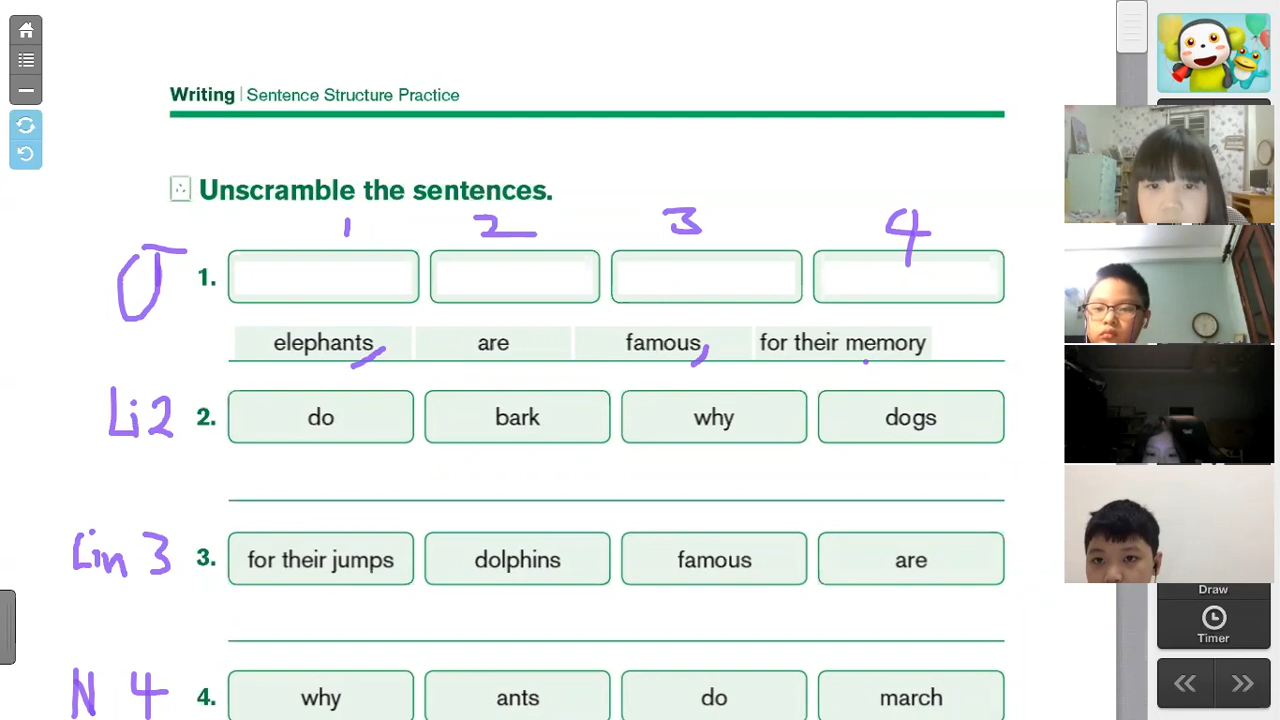 Writing | Sentence Structure Practice
Unscramble the sentences.
1 2 3 4
1.
elephants, are famous, for their memory
Li2 2. do bark why dogs
Lin 3 3. for their jumps dolphins famous are
N 4 4. why ants do march
Draw
Timer